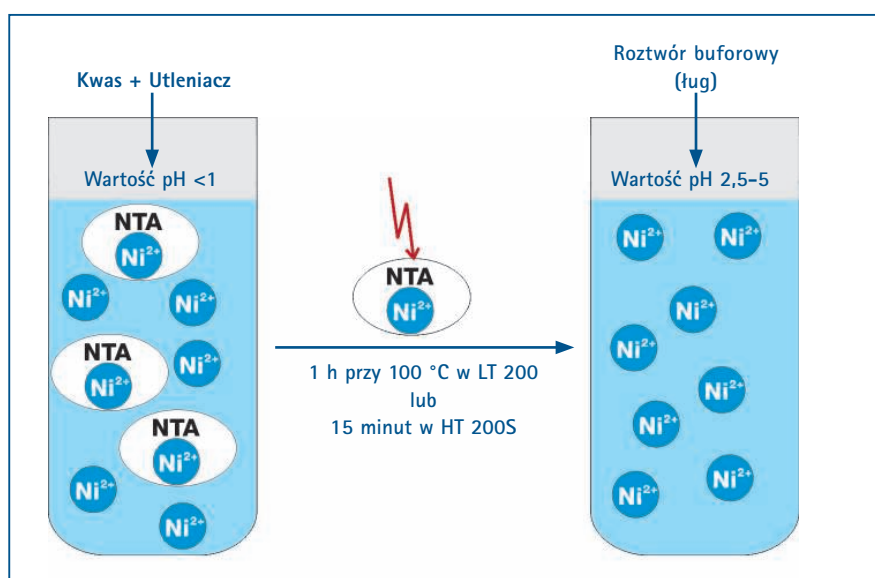 Kwas + Utleniacz
Wartość pH <1
NTA
Ni²⁺
Ni²⁺
Ni²⁺
NTA
Ni²⁺
Ni²⁺
NTA
Ni²⁺
Ni²⁺
Ni²⁺
NTA
Ni²⁺
1 h przy 100 °C w LT 200
lub
15 minut w HT 200S
Roztwór buforowy
(ług)
Wartość pH 2,5–5
Ni²⁺
Ni²⁺
Ni²⁺
Ni²⁺
Ni²⁺
Ni²⁺
Ni²⁺
Ni²⁺